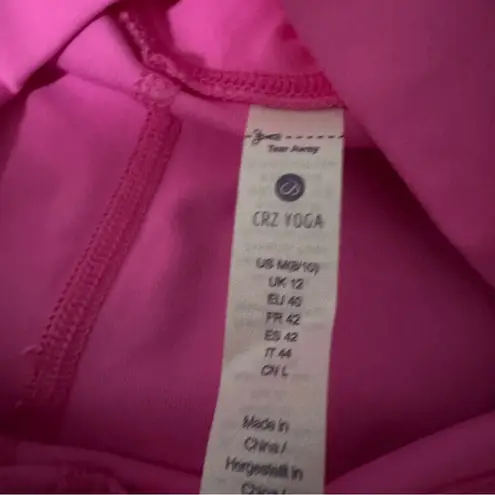 Tear Away
CRZ YOGA
US M(8/10)
UK 12
EU 40
FR 42
ES 42
IT 44
CN L
Made in
China /
Hergestellt in
China /